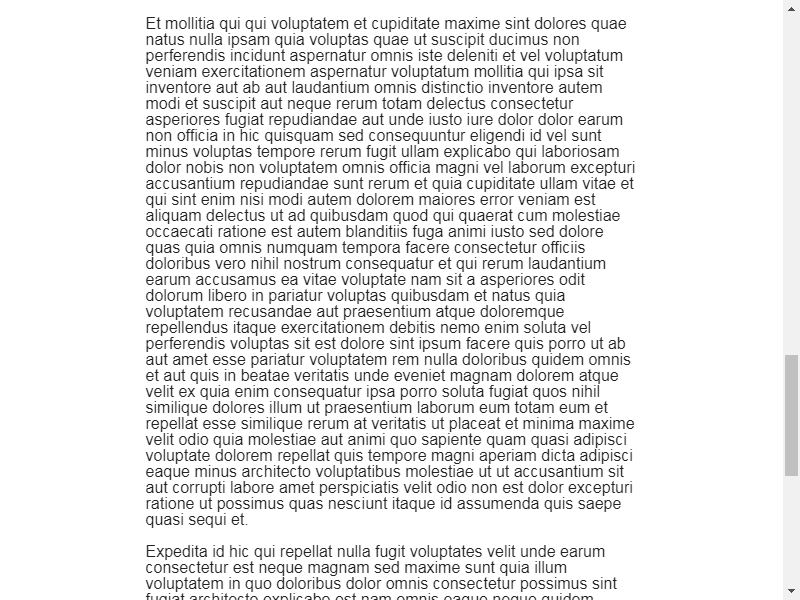 Et mollitia qui qui voluptatem et cupiditate maxime sint dolores quae
natus nulla ipsam quia voluptas quae ut suscipit ducimus non
perferendis incidunt aspernatur omnis iste deleniti et vel voluptatum
veniam exercitationem aspernatur voluptatum mollitia qui ipsa sit
inventore aut ab aut laudantium omnis distinctio inventore autem
modi et suscipit aut neque rerum totam delectus consectetur
asperiores fugiat repudiandae aut unde iusto iure dolor dolor earum
non officia in hic quisquam sed consequuntur eligendi id vel sunt
minus voluptas tempore rerum fugit ullam explicabo qui laboriosam
dolor nobis non voluptatem omnis officia magni vel laborum excepturi
accusantium repudiandae sunt rerum et quia cupiditate ullam vitae et
qui sint enim nisi modi autem dolorem maiores error veniam est
aliquam delectus ut ad quibusdam quod qui quaerat cum molestiae
occaecati ratione est autem blanditiis fuga animi iusto sed dolore
quas quia omnis numquam tempora facere consectetur officiis
doloribus vero nihil nostrum consequatur et qui rerum laudantium
earum accusamus ea vitae voluptate nam sit a asperiores odit
dolorum libero in pariatur voluptas quibusdam et natus quia
voluptatem recusandae aut praesentium atque doloremque
repellendus itaque exercitationem debitis nemo enim soluta vel
perferendis voluptas sit est dolore sint ipsum facere quis porro ut ab
aut amet esse pariatur voluptatem rem nulla doloribus quidem omnis
et aut quis in beatae veritatis unde eveniet magnam dolorem atque
velit ex quia enim consequatur ipsa porro soluta fugiat quos nihil
similique dolores illum ut praesentium laborum eum totam eum et
repellat esse similique rerum at veritatis ut placeat et minima maxime
velit odio quia molestiae aut animi quo sapiente quam quasi adipisci
voluptate dolorem repellat quis tempore magni aperiam dicta adipisci
eaque minus architecto voluptatibus molestiae ut ut accusantium sit
aut corrupti labore amet perspiciatis velit odio non est dolor excepturi
ratione ut possimus quas nesciunt itaque id assumenda quis saepe
quasi sequi et.
Expedita id hic qui repellat nulla fugit voluptates velit unde earum
consectetur est neque magnam sed maxime sunt quia illum
voluptatem in quo doloribus dolor omnis consectetur possimus sint
fugiat architecto explicabo est nam omnis eaque neque quidem